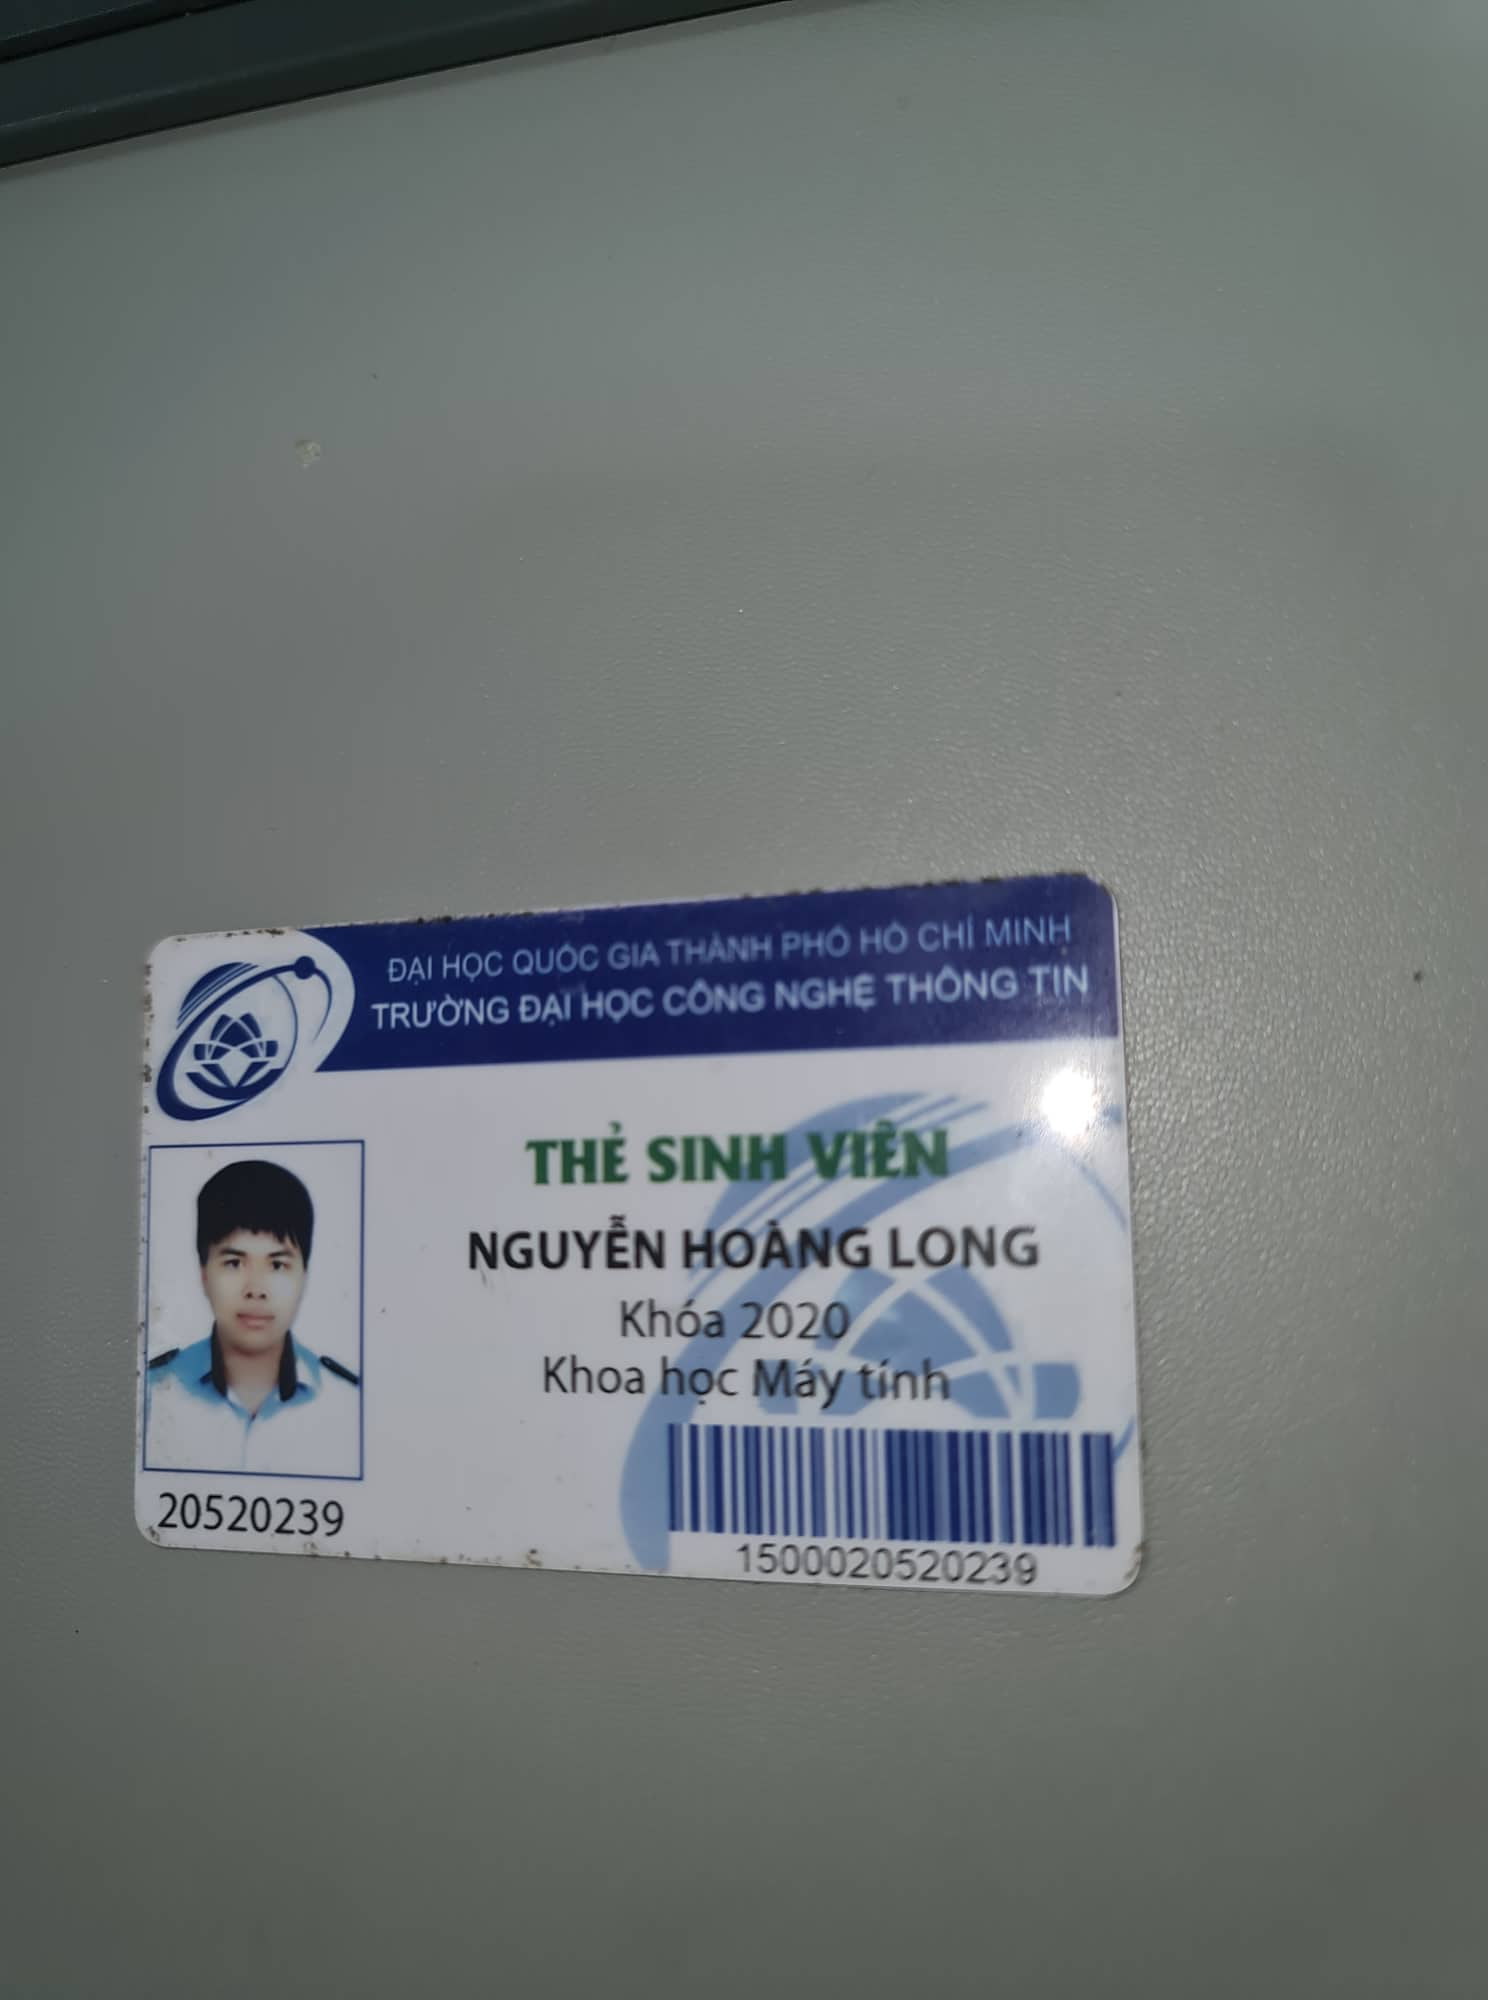 ĐẠI HỌC QUỐC GIA THÀNH PHỐ HỒ CHÍ MINH
TRƯỜNG ĐẠI HỌC CÔNG NGHỆ THÔNG TIN
THẺ SINH VIÊN
NGUYỄN HOÀNG LONG
Khóa 2020
Khoa học Máy tính
20520239
1500020520239